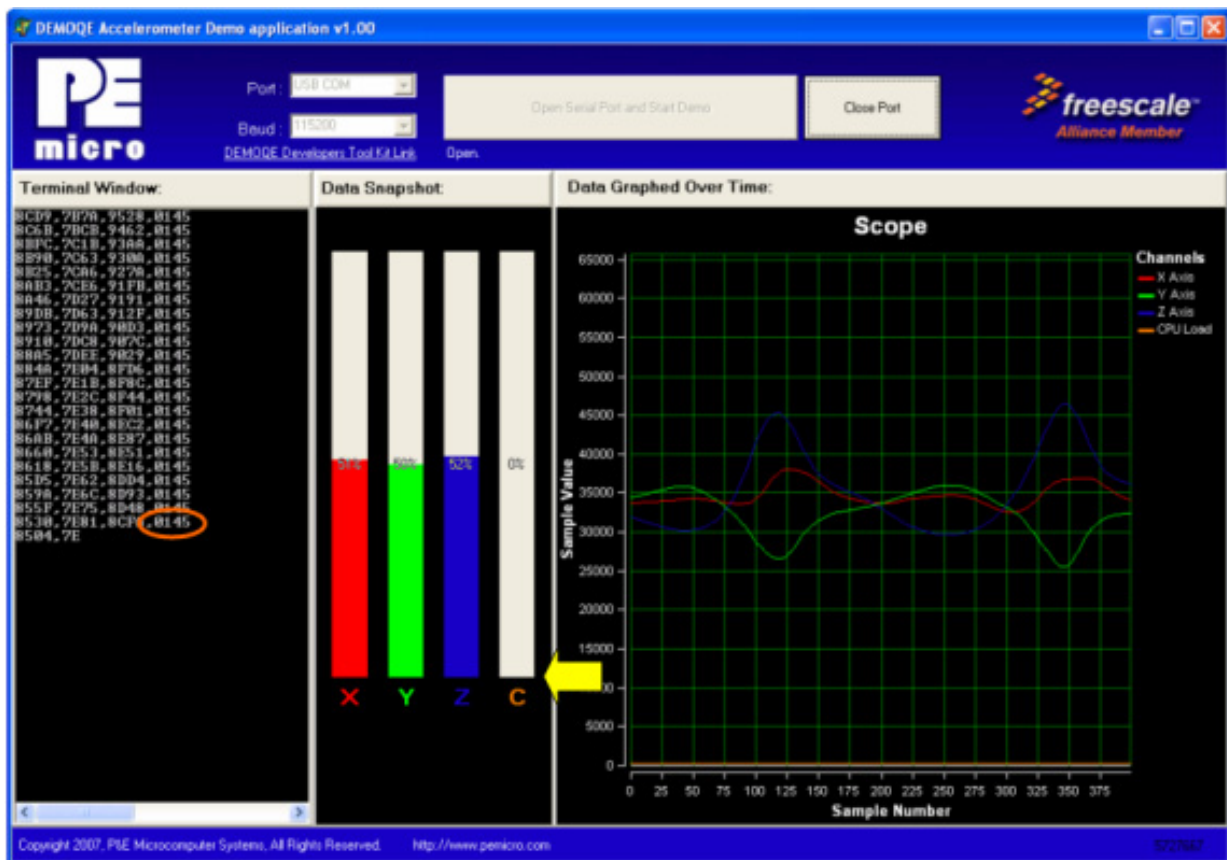 DEMOQE Accelerometer Demo application v1.00
PE
micro
Port :
USB COM
Baud :
115200
DEMOQE Developers Tool Kit Link
Open Serial Port and Start Demo
Open.
Close Port
freescale
Alliance Member
Terminal Window:
8CD9,7B7A,9528,0145
8C6B,7BCB,9462,0145
8BFC,7C1B,93AA,0145
8B90,7C63,930A,0145
8B25,7CA6,927A,0145
8AB3,7CE6,91FB,0145
8A46,7D27,9191,0145
89DB,7D63,912F,0145
8973,7D9A,90D3,0145
8910,7DC8,907C,0145
88A5,7DEE,9029,0145
884A,7E04,8FD6,0145
87EF,7E1B,8F8C,0145
8798,7E2C,8F44,0145
8744,7E38,8F01,0145
86F7,7E40,8EC2,0145
86AB,7E4A,8E87,0145
8660,7E53,8E51,0145
8618,7E5B,8E16,0145
85D5,7E62,8DD4,0145
859A,7E6C,8D93,0145
855F,7E75,8D48,0145
8530,7E81,0145
8504,7E
Data Snapshot:
51%
50%
52%
0%
X
Y
Z
C
Data Graphed Over Time:
Scope
Channels
X Axis
Y Axis
Z Axis
CPU Load
Sample Value
65000
60000
55000
50000
45000
40000
35000
30000
25000
20000
15000
5000
0
0 25 50 75 100 125 150 175 200 225 250 275 300 325 350 375
Sample Number
Copyright 2007, P&E Microcomputer Systems, All Rights Reserved.
http://www.pemicro.com